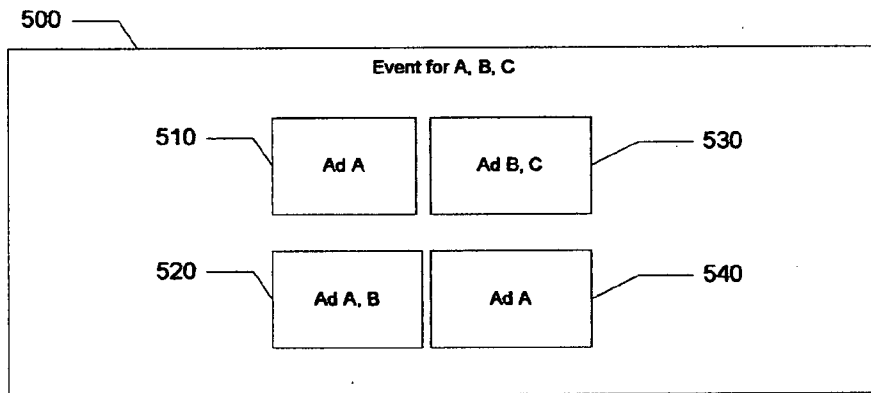 500
Event for A, B, C
510
Ad A
Ad B, C
530
520
Ad A, B
Ad A
540